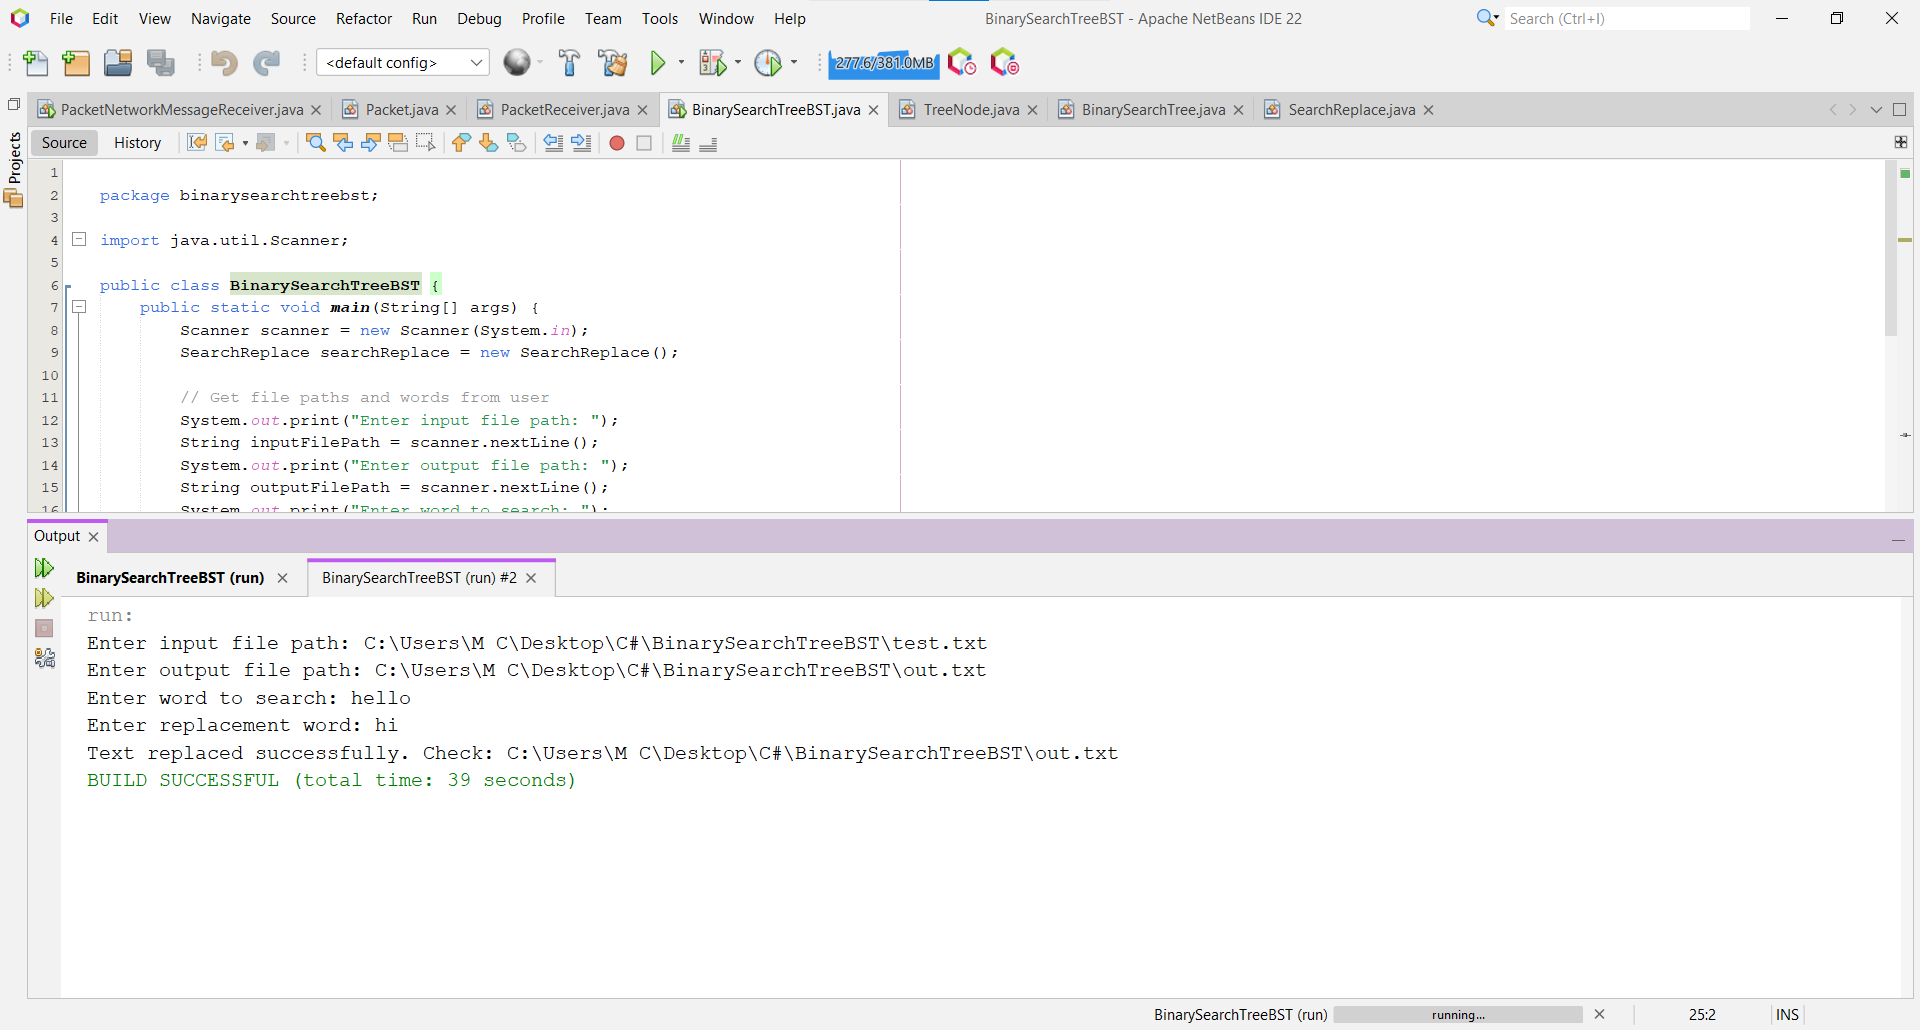 File Edit View Navigate Source Refactor Run Debug Profile Team Tools Window Help BinarySearchTreeBST - Apache NetBeans IDE 22 Search (Ctrl+I)
<default config> 277.6/381.0MB
PacketNetworkMessageReceiver.java Packet.java PacketReceiver.java BinarySearchTreeBST.java TreeNode.java BinarySearchTree.java SearchReplace.java
Projects
Source History
1
2 package binarysearchtreebst;
3
4 import java.util.Scanner;
5
6 public class BinarySearchTreeBST {
7 public static void main(String[] args) {
8 Scanner scanner = new Scanner(System.in);
9 SearchReplace searchReplace = new SearchReplace();
10
11 // Get file paths and words from user
12 System.out.print("Enter input file path: ");
13 String inputFilePath = scanner.nextLine();
14 System.out.print("Enter output file path: ");
15 String outputFilePath = scanner.nextLine();
16 System.out.print("Enter word to search: ");
Output
BinarySearchTreeBST (run) BinarySearchTreeBST (run) #2
run:
Enter input file path: C:\Users\M C\Desktop\C#\BinarySearchTreeBST\test.txt
Enter output file path: C:\Users\M C\Desktop\C#\BinarySearchTreeBST\out.txt
Enter word to search: hello
Enter replacement word: hi
Text replaced successfully. Check: C:\Users\M C\Desktop\C#\BinarySearchTreeBST\out.txt
BUILD SUCCESSFUL (total time: 39 seconds)
BinarySearchTreeBST (run) running... 25:2 INS